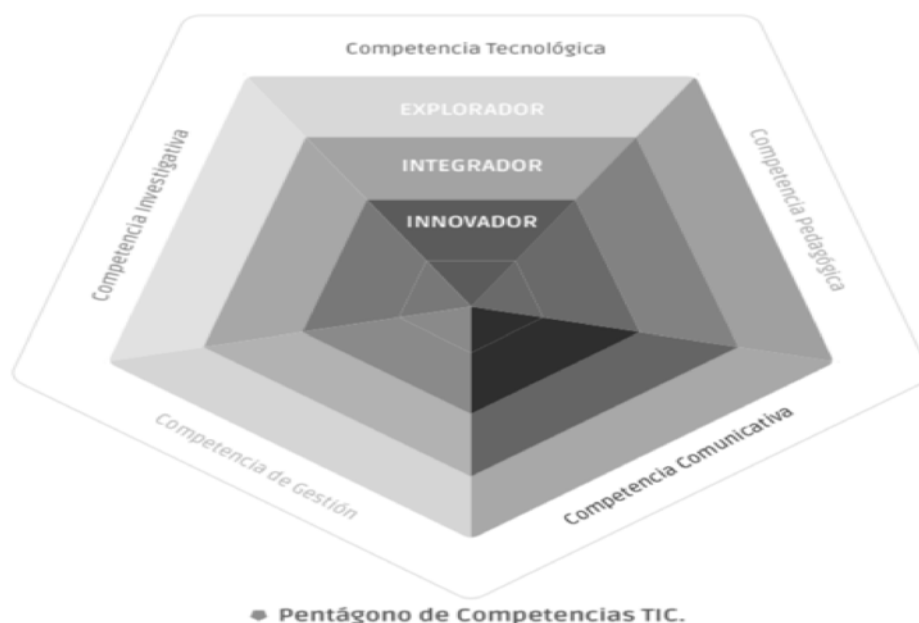 Competencia Tecnológica
EXPLORADOR
INTEGRADOR
INNOVADOR
Competencia Investigativa
Competencia Pedagógica
Competencia de Gestión
Competencia Comunicativa
Pentágono de Competencias TIC.